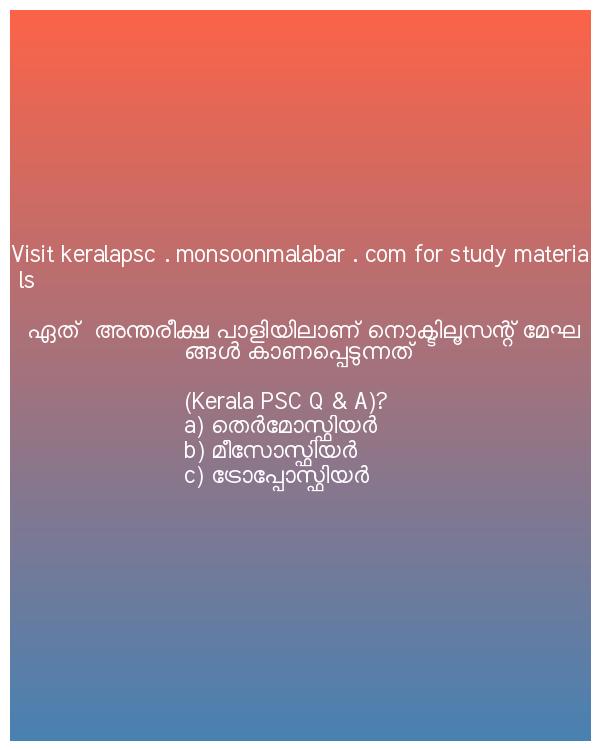 Visit keralapsc . monsoonmalabar . com for study materia
ls
ഏത് അന്തരീക്ഷ പാളിയിലാണ് നൊക്ടിലൂസന്റ് മേഘ
ങ്ങൾ കാണപ്പെടുന്നത്
(Kerala PSC Q & A)?
a) തെർമോസ്ഫിയർ
b) മീസോസ്ഫിയർ
c) ട്രോപ്പോസ്ഫിയർ